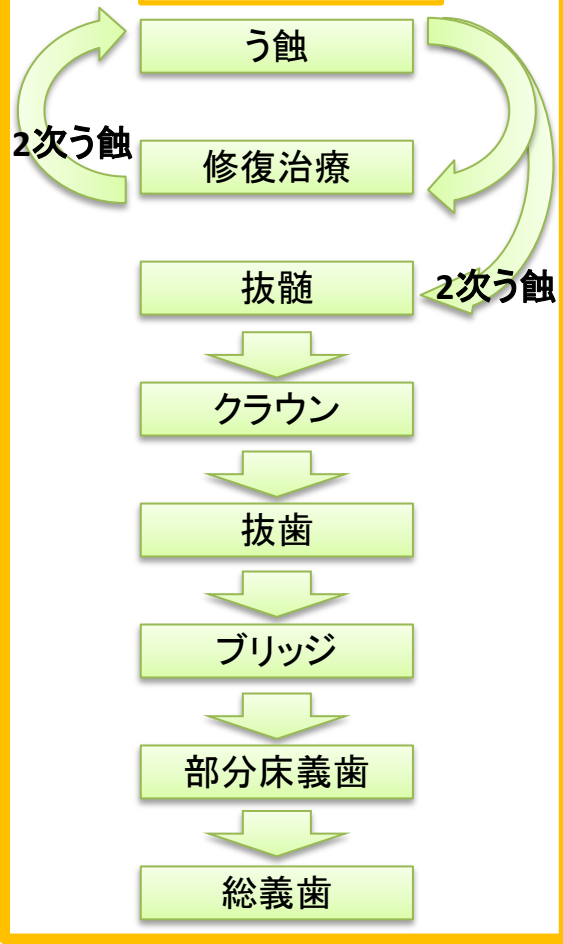 う蝕
2次う蝕
修復治療
抜髄
2次う蝕
クラウン
抜歯
ブリッジ
部分床義歯
総義歯